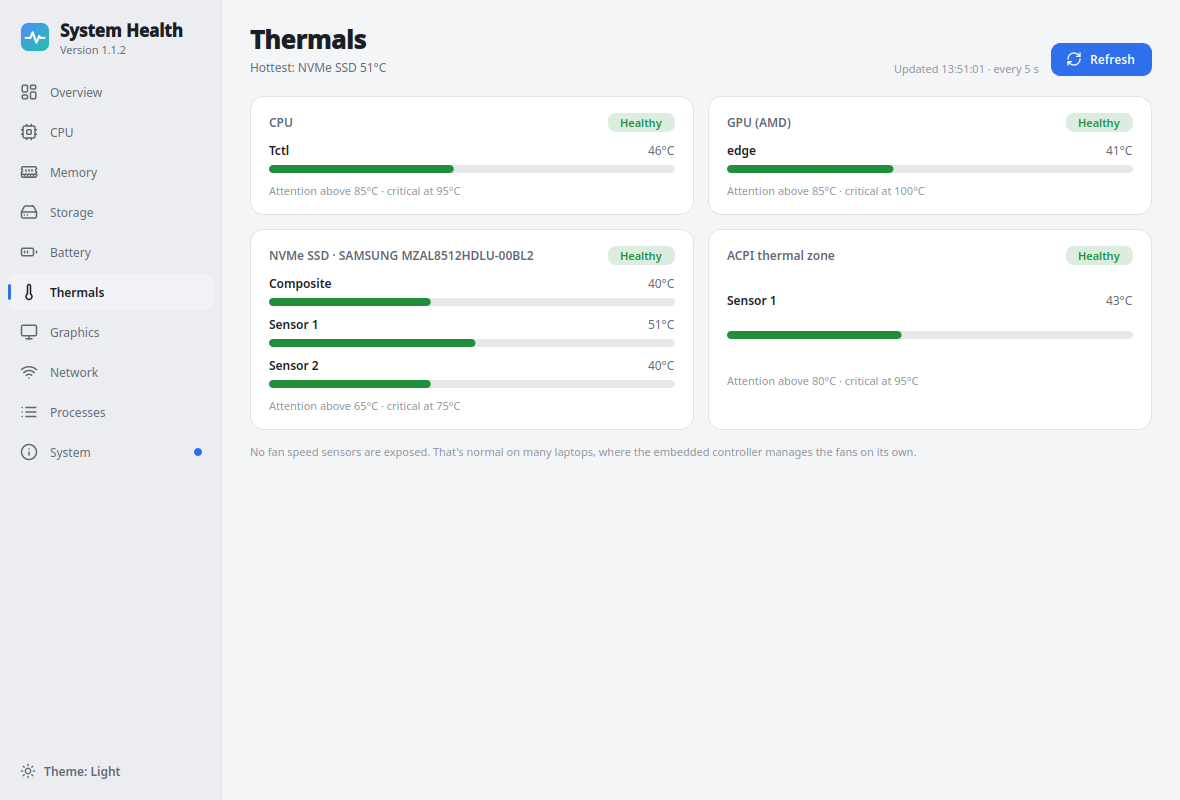 System Health
Version 1.1.2
Overview
CPU
Memory
Storage
Battery
Thermals
Graphics
Network
Processes
System
Theme: Light
Thermals
Hottest: NVMe SSD 51°C
Updated 13:51:01 · every 5 s
Refresh
CPU
Healthy
Tctl
46°C
Attention above 85°C · critical at 95°C
GPU (AMD)
Healthy
edge
41°C
Attention above 85°C · critical at 100°C
NVMe SSD · SAMSUNG MZAL8512HDLU-00BL2
Healthy
Composite
40°C
Sensor 1
51°C
Sensor 2
40°C
Attention above 65°C · critical at 75°C
ACPI thermal zone
Healthy
Sensor 1
43°C
Attention above 80°C · critical at 95°C
No fan speed sensors are exposed. That's normal on many laptops, where the embedded controller manages the fans on its own.